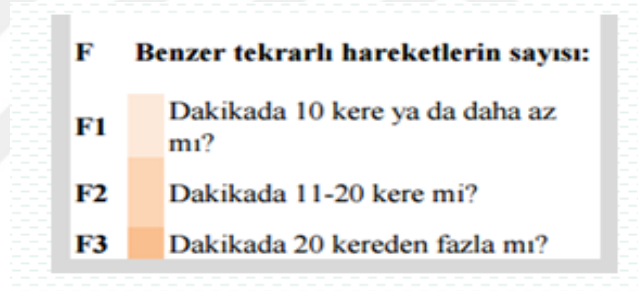 F Benzer tekrarlı hareketlerin sayısı:
F1 Dakikada 10 kere ya da daha az
mı?
F2 Dakikada 11-20 kere mi?
F3 Dakikada 20 kereden fazla mı?